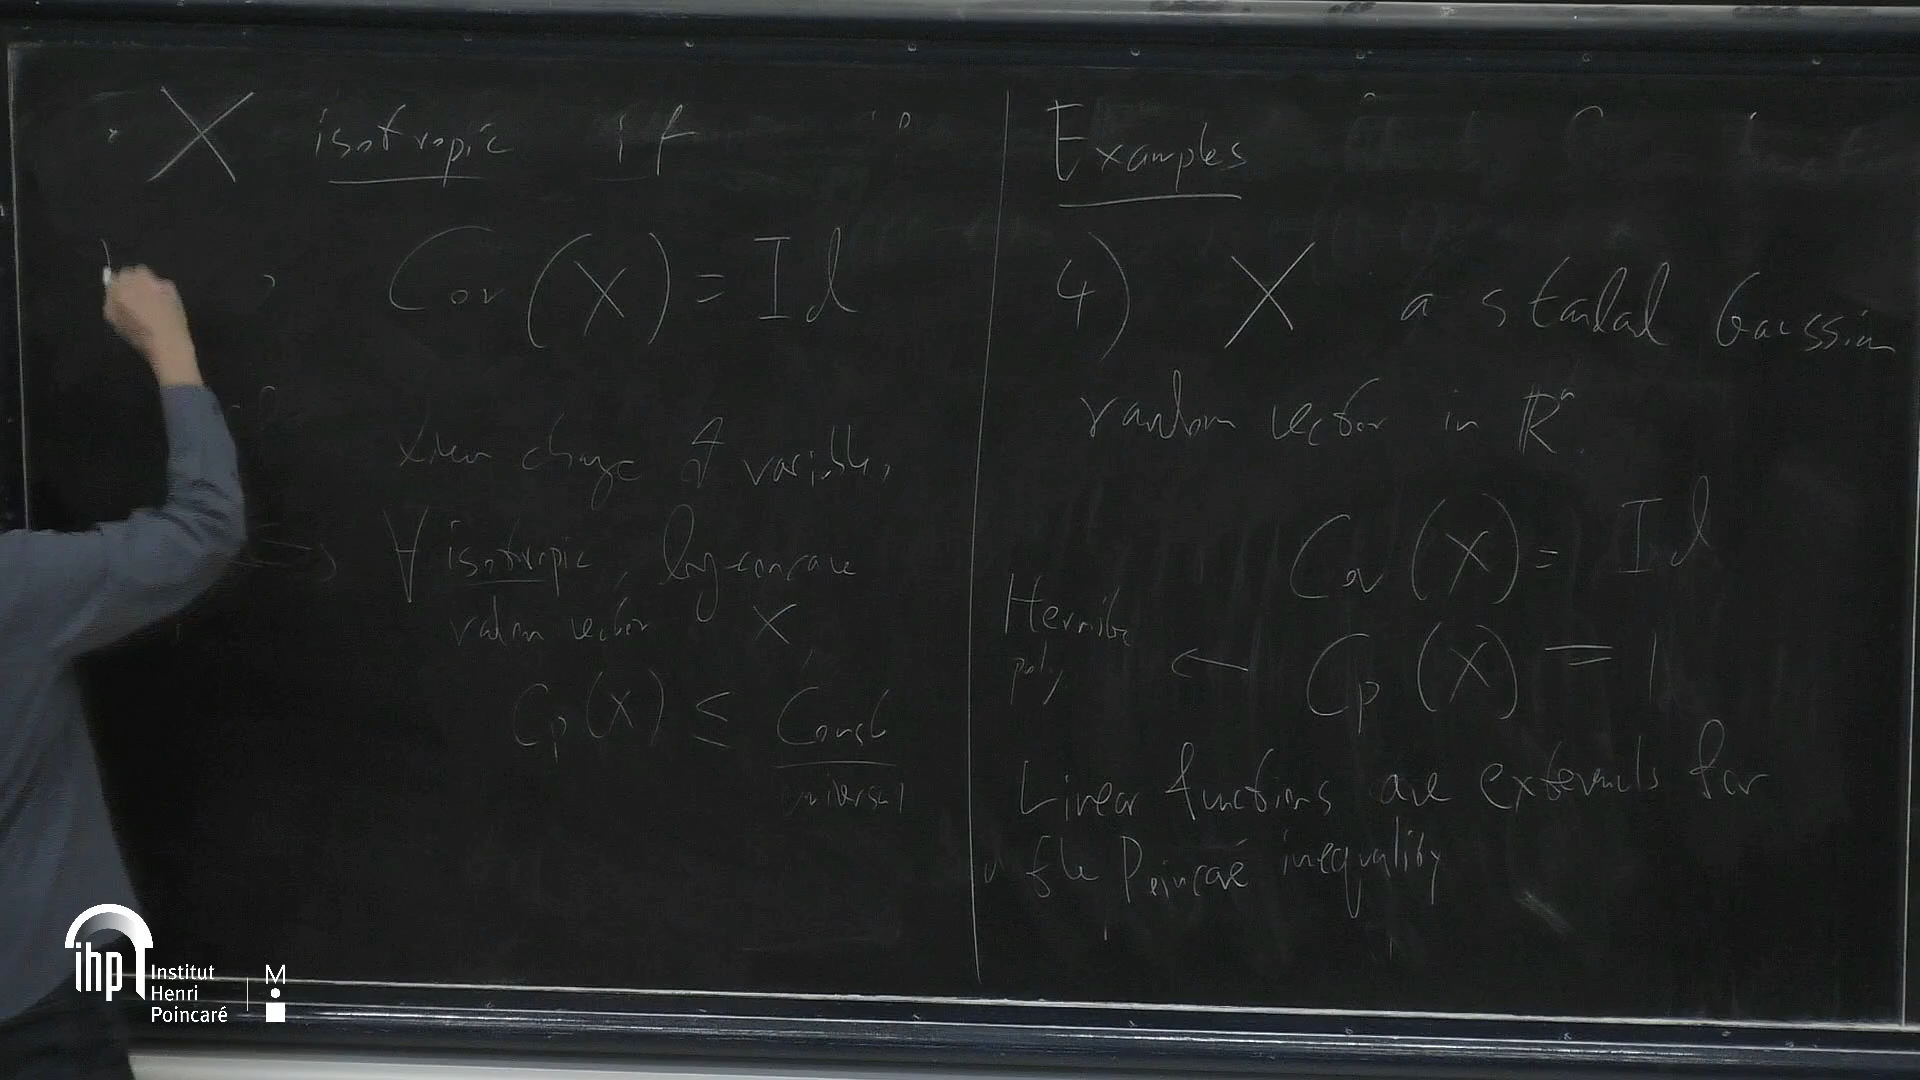 · X isotropic if
Cov(X) = Id
change of variable,
∀ isotropic, log-concave
random vector X
Cp(X) ≤ Const
universal
Examples
4) X a standard Gaussian
random vector in ℝⁿ.
Cov(X) = Id
Hermite
poly
← Cp(X) = 1
Linear functions are extremals for
the Poincaré inequality
ihp Institut
Henri
Poincaré
M